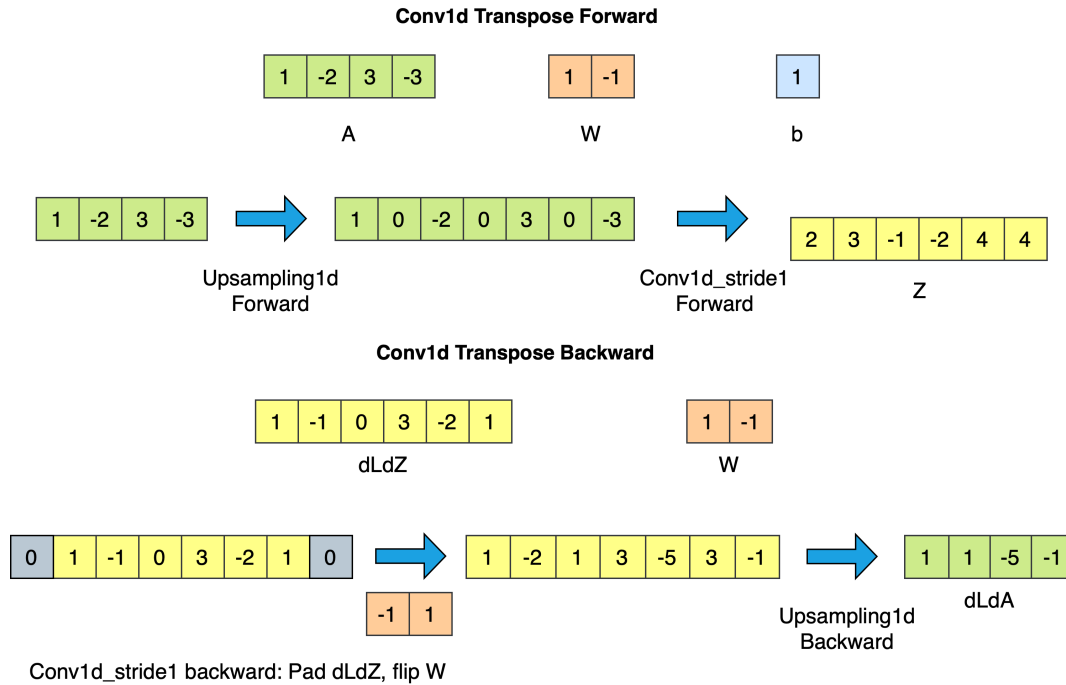 Conv1d Transpose Forward
1 -2 3 -3
1 -1
1
A
W
b
1 -2 3 -3
1 0 -2 0 3 0 -3
2 3 -1 -2 4 4
Upsampling1d
Forward
Conv1d_stride1
Forward
Z
Conv1d Transpose Backward
1 -1 0 3 -2 1
1 -1
dLdZ
W
0 1 -1 0 3 -2 1 0
1 -2 1 3 -5 3 -1
1 1 -5 -1
-1 1
dLdA
Upsampling1d
Backward
Conv1d_stride1 backward: Pad dLdZ, flip W